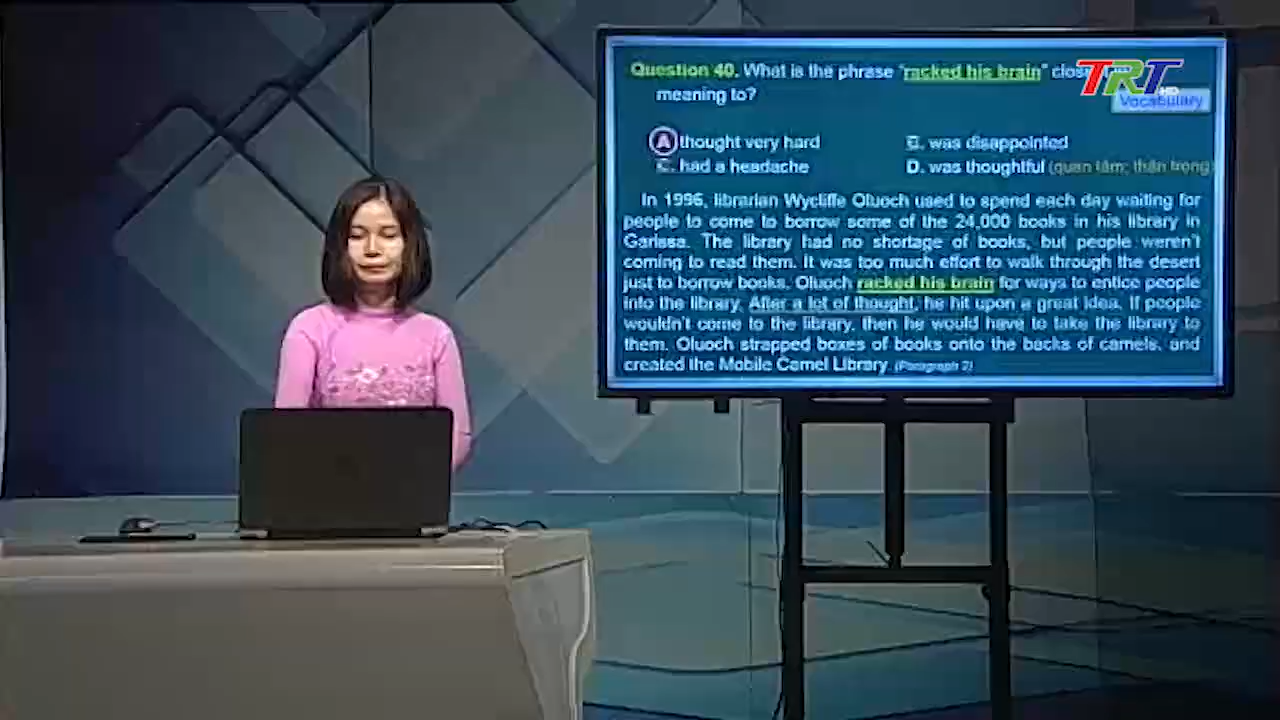 Question 40. What is the phrase "racked his brain" clos
meaning to?
TRT HD
Vocabulary
A thought very hard B. was disappointed
C. had a headache D. was thoughtful (quan tâm; thận trọng)
In 1996, librarian Wycliffe Oluoch used to spend each day waiting for
people to come to borrow some of the 24,000 books in his library in
Garissa. The library had no shortage of books, but people weren't
coming to read them. It was too much effort to walk through the desert
just to borrow books. Oluoch racked his brain for ways to entice people
into the library. After a lot of thought, he hit upon a great idea. If people
wouldn't come to the library, then he would have to take the library to
them. Oluoch strapped boxes of books onto the backs of camels, and
created the Mobile Camel Library. (Paragraph 2)